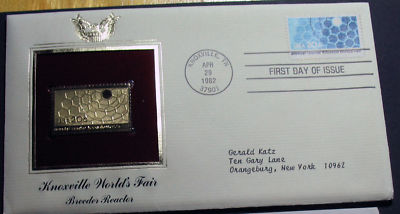 KNOXVILLE, TN
APR
29
1982
37901
FIRST DAY OF ISSUE
20c
Gerald Katz
Ten Gary Lane
Orangeburg, New York 10962
Knoxville World's Fair
Breeder Reactor